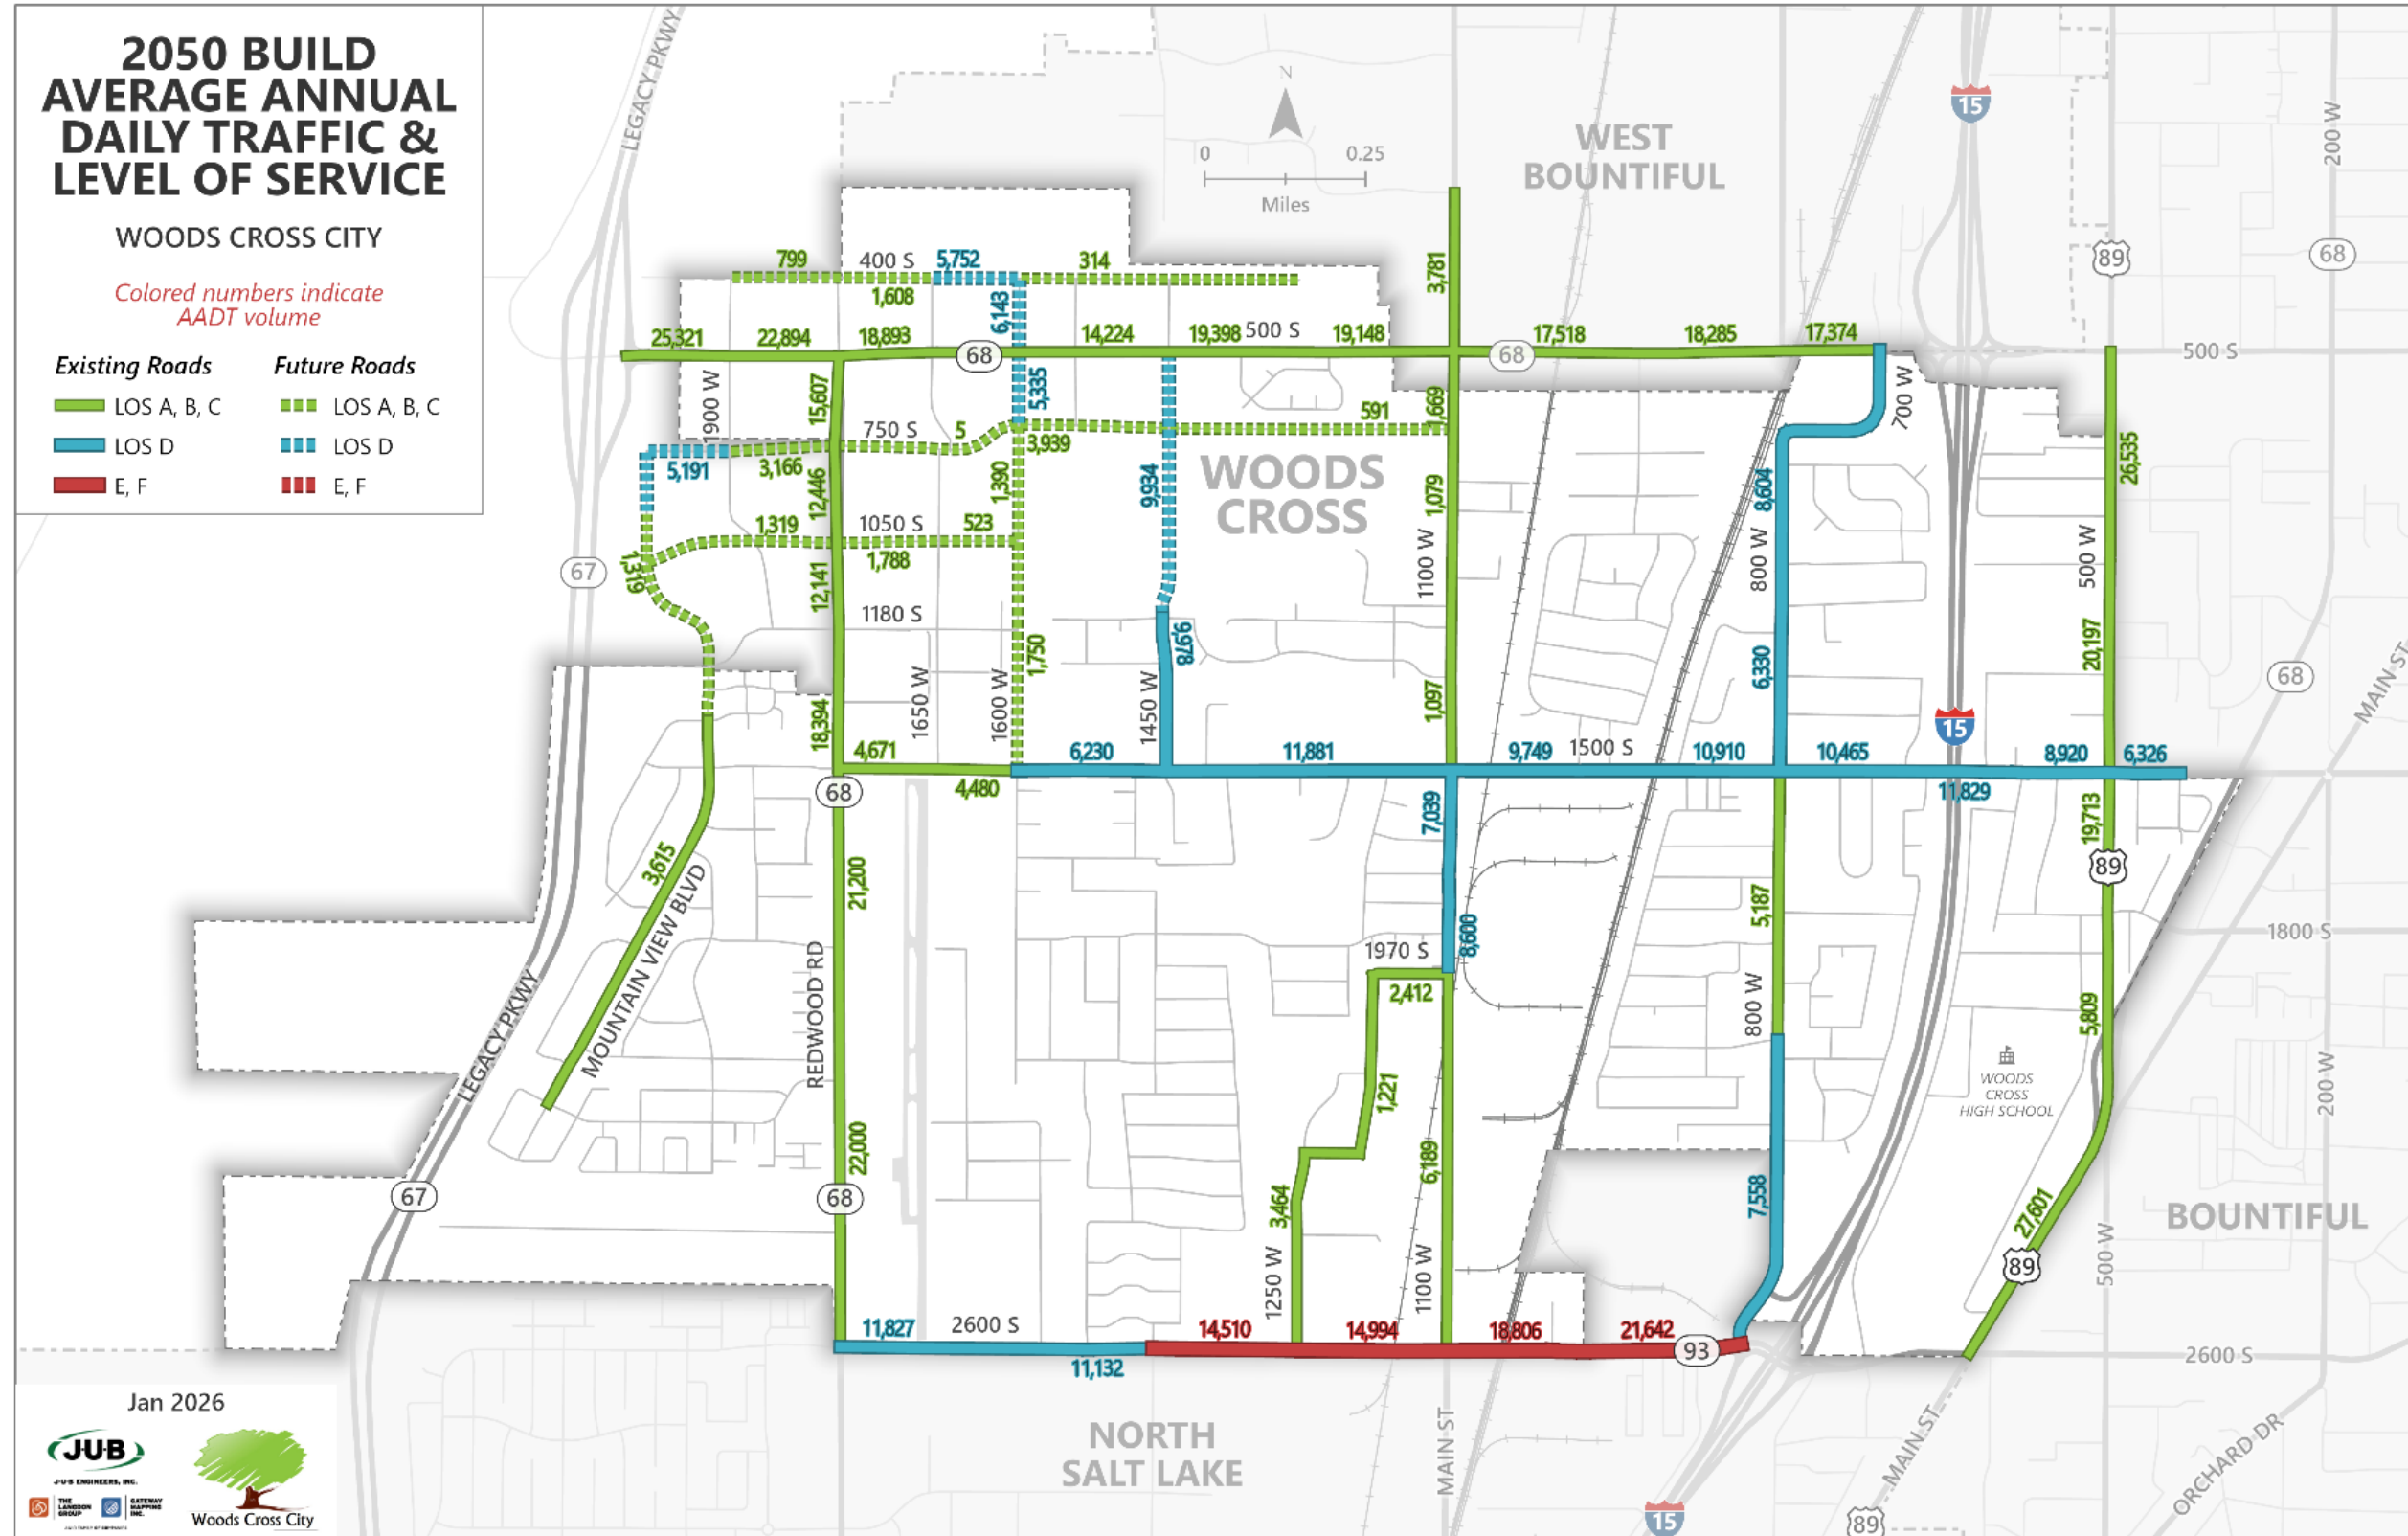 2050 BUILD
AVERAGE ANNUAL
DAILY TRAFFIC &
LEVEL OF SERVICE
WOODS CROSS CITY
Colored numbers indicate
AADT volume
Existing Roads
Future Roads
LOS A, B, C
LOS A, B, C
LOS D
LOS D
E, F
E, F
LEGACY PKWY
N
0
0.25
Miles
WEST
BOUNTIFUL
15
200 W
89
68
799
400 S
5,752
314
1,608
6,143
3,781
25,321
22,894
18,893
14,224
19,398
500 S
19,148
17,518
18,285
17,374
68
68
500 S
1900 W
15,607
5,335
1,669
700 W
750 S
5
591
3,939
5,191
3,166
12,446
1,390
9,934
WOODS
CROSS
1,079
8,604
26,535
1,319
1050 S
523
1,788
67
1,319
12,141
1100 W
800 W
500 W
1180 S
1,750
9,978
1650 W
1600 W
1450 W
1,097
6,330
20,197
68
MAIN ST
15
18,394
4,671
6,230
11,881
9,749
1500 S
10,910
10,465
8,920
6,326
68
4,480
11,829
7,039
19,713
89
3,615
MOUNTAIN VIEW BLVD
21,200
5,187
1800 S
8,600
1970 S
2,412
LEGACY PKWY
REDWOOD RD
800 W
5,809
WOODS
CROSS
HIGH SCHOOL
200 W
1,221
22,000
6,189
67
68
3,464
7,558
27,601
BOUNTIFUL
89
500 W
1250 W
1100 W
11,827
2600 S
14,510
14,994
18,806
21,642
93
11,132
2600 S
Jan 2026
J·U·B
J·U·B ENGINEERS, INC.
THE
LANGDON
GROUP
GATEWAY
MAPPING
INC.
Woods Cross City
NORTH
SALT LAKE
MAIN ST
15
MAIN ST
89
ORCHARD DR